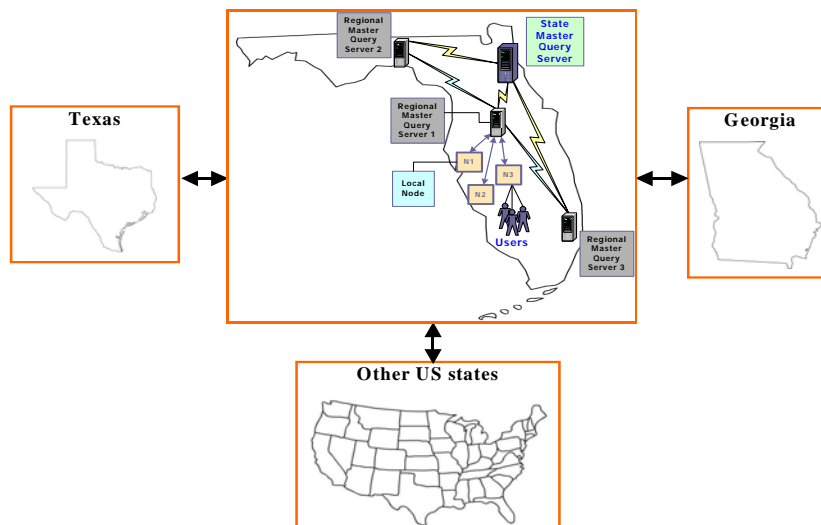 Regional
Master
Query
Server 2
State
Master
Query
Server
Texas
Regional
Master
Query
Server 1
Georgia
N1
N3
Local
Node
N2
Users
Regional
Master
Query
Server 3
Other US states